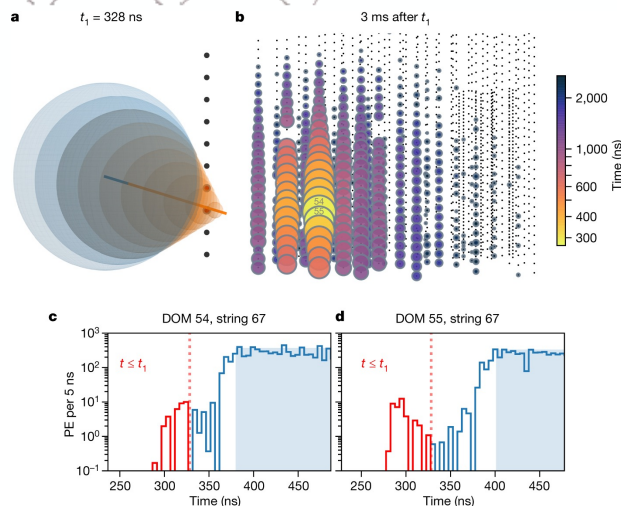 a
t₁ = 328 ns
b
3 ms after t₁
54
55
2,000
1,000
600
400
300
Time (ns)
c
DOM 54, string 67
t ≤ t₁
PE per 5 ns
10³
10²
10¹
10⁰
10⁻¹
250 300 350 400 450
Time (ns)
d
DOM 55, string 67
t ≤ t₁
250 300 350 400 450
Time (ns)